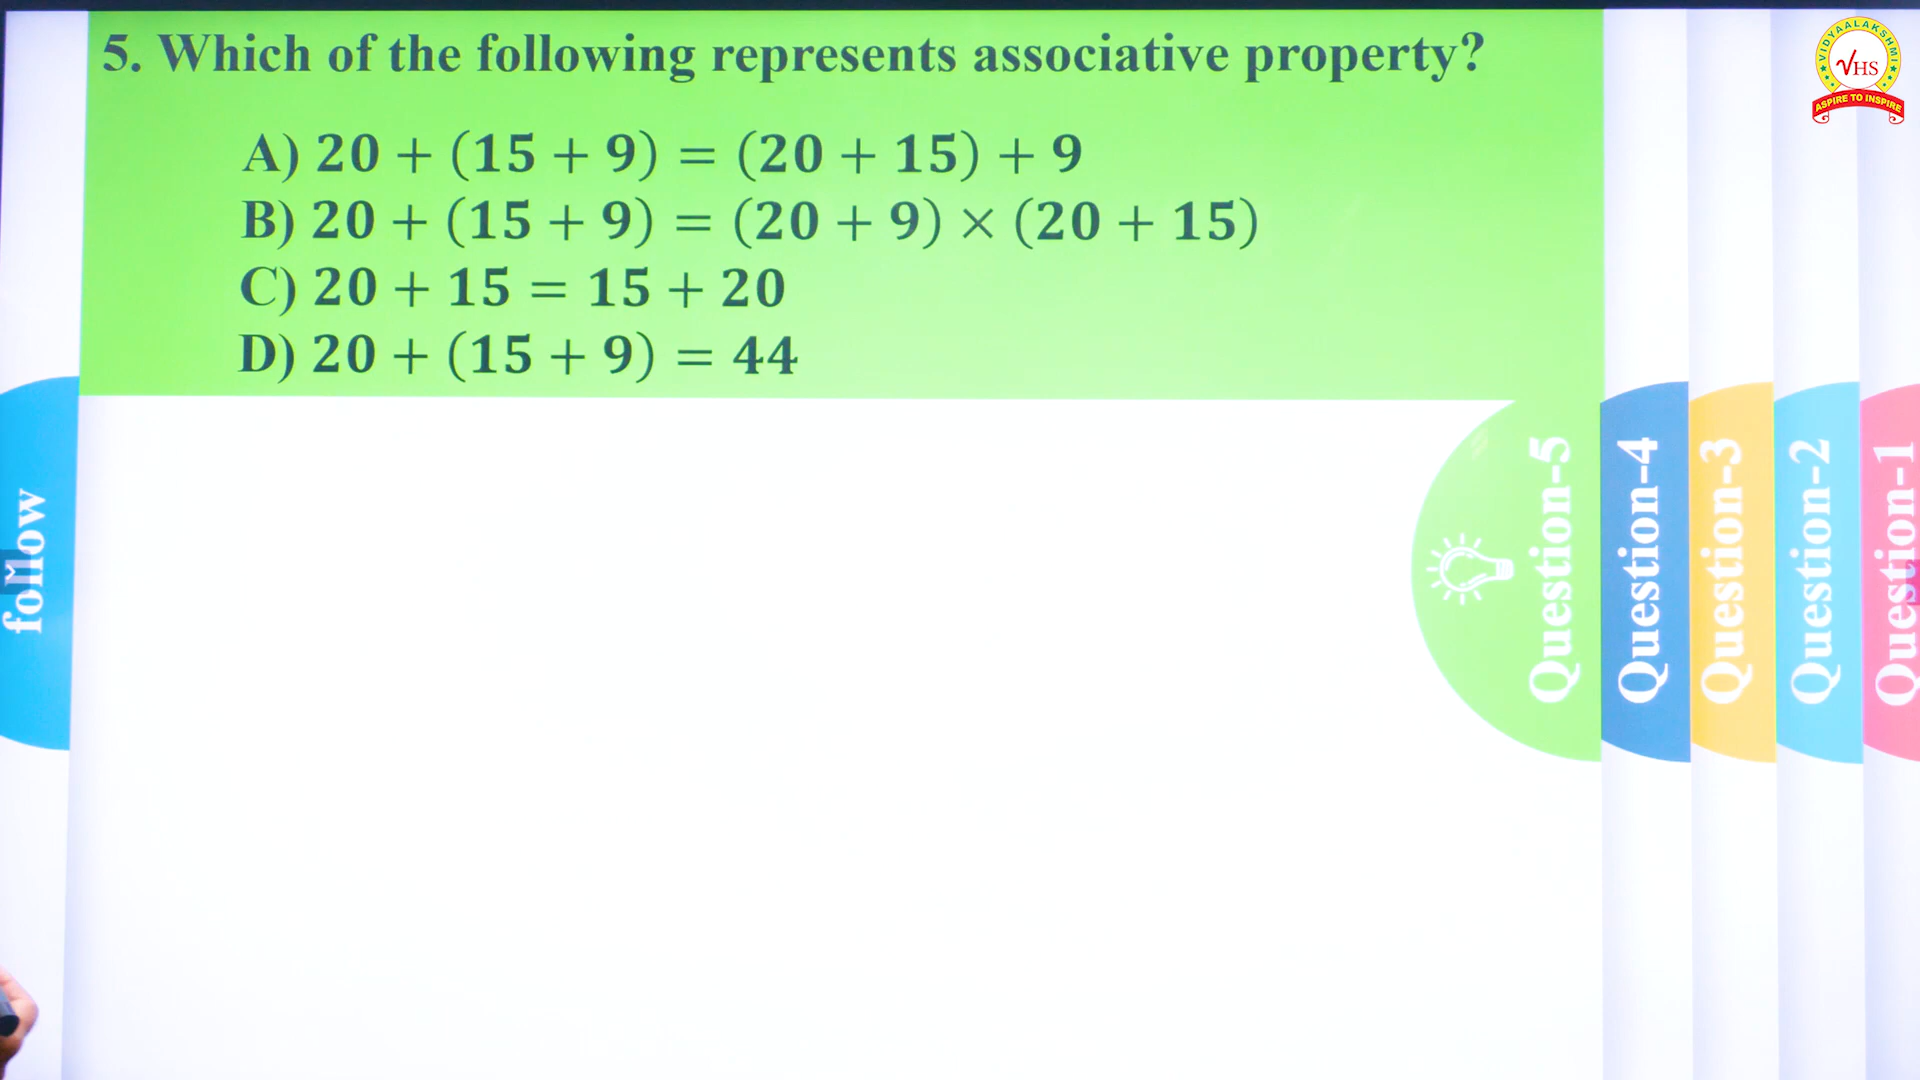 5. Which of the following represents associative property?
A) 20 + (15 + 9) = (20 + 15) + 9
B) 20 + (15 + 9) = (20 + 9) × (20 + 15)
C) 20 + 15 = 15 + 20
D) 20 + (15 + 9) = 44
follow
Question-5
Question-4
Question-3
Question-2
Question-1
VIDYAALAKSHMI
VHS
ASPIRE TO INSPIRE